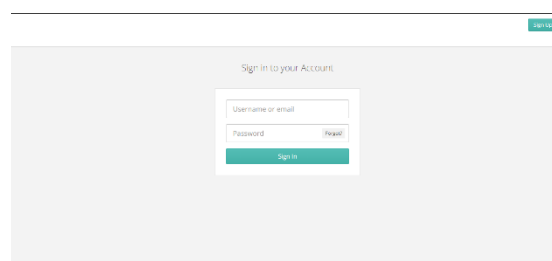 Sign Up
Sign in to your Account
Username or email
Password
Forgot?
Sign In